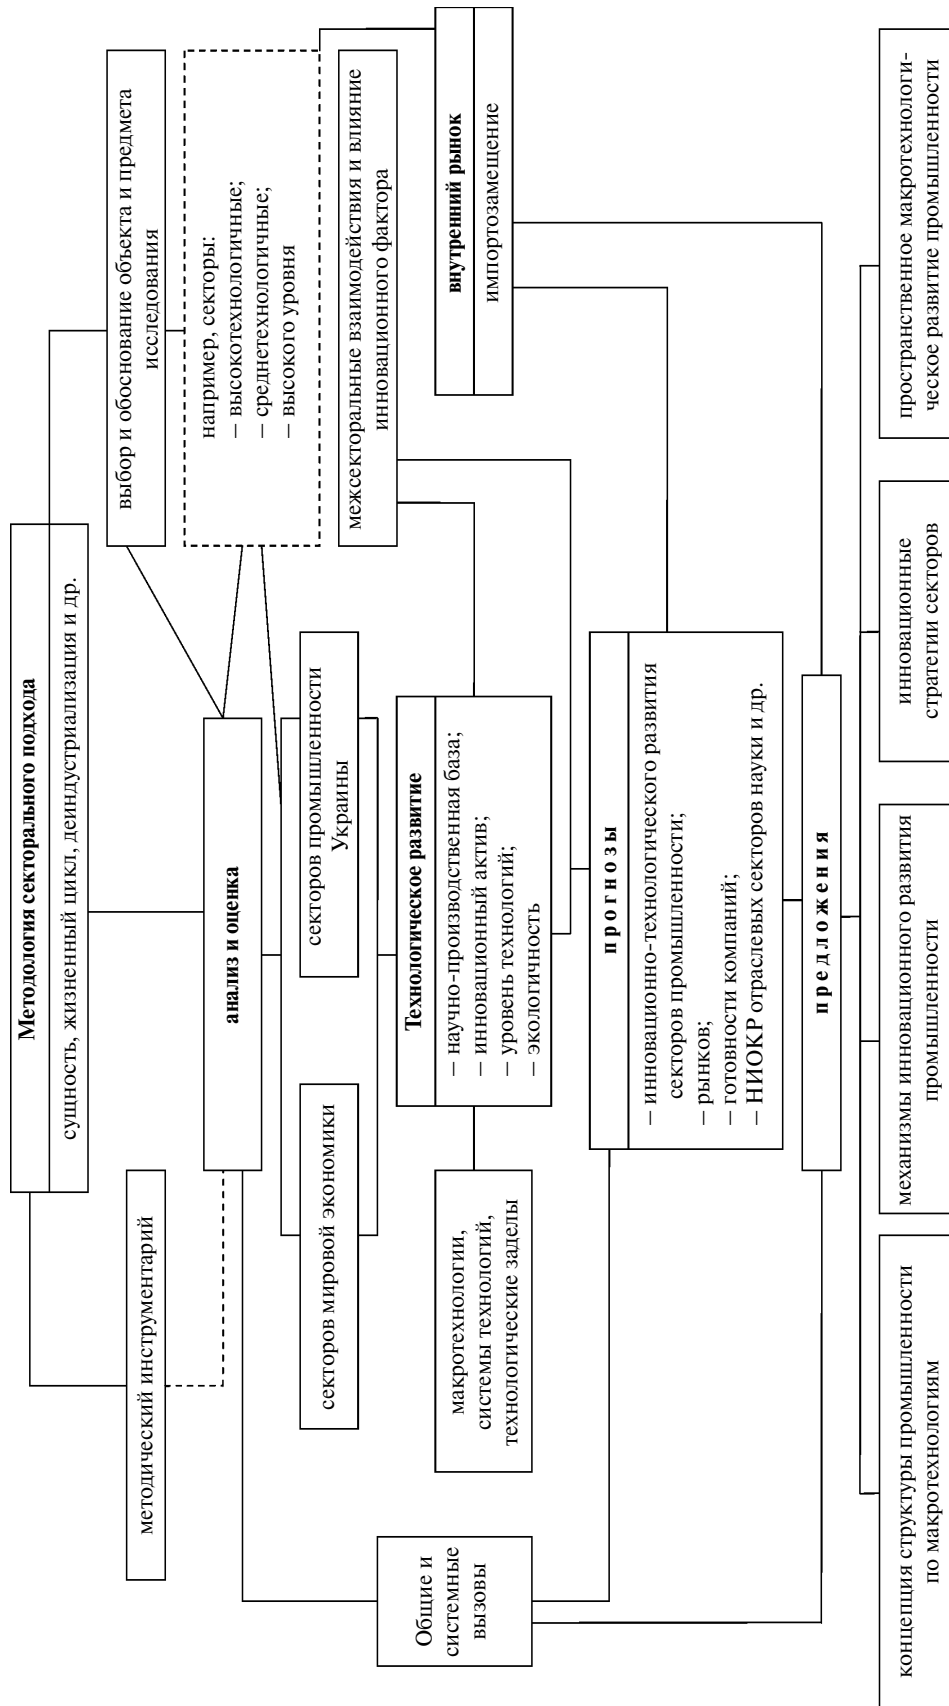 Методология секторального подхода
сущность, жизненный цикл, деиндустриализация и др.
методический инструментарий
выбор и обоснование объекта и предмета
исследования
например, секторы:
– высокотехнологичные;
– среднетехнологичные;
– высокого уровня
анализ и оценка
секторов мировой экономики
секторов промышленности
Украины
межсекторальные взаимодействия и влияние
инновационного фактора
Общие и
системные
вызовы
макротехнологии,
системы технологий,
технологические заделы
Технологическое развитие
– научно-производственная база;
– инновационный актив;
– уровень технологий;
– экологичность
внутренний рынок
импортозамещение
прогнозы
– инновационно-технологического развития
секторов промышленности;
– рынков;
– готовности компаний;
– НИОКР отраслевых секторов науки и др.
предложения
концепция структуры промышленности
по макротехнологиям
механизмы инновационного развития
промышленности
инновационные
стратегии секторов
пространственное макротехнологи-
ческое развитие промышленности